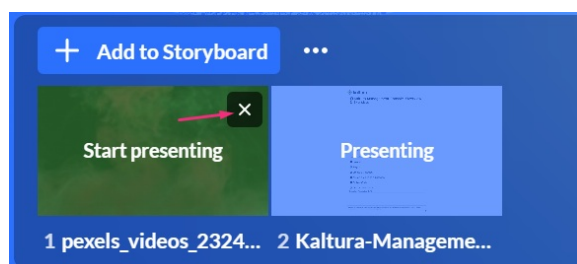 + Add to Storyboard ...
Start presenting
Presenting
1 pexels_videos_2324...
2 Kaltura-Manageme...